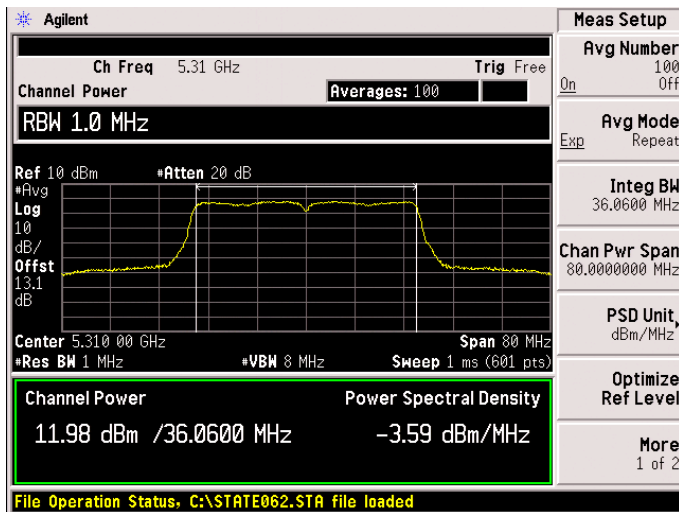 Agilent
Ch Freq 5.31 GHz Trig Free
Channel Power Averages: 100
RBW 1.0 MHz
Ref 10 dBm #Atten 20 dB
#Avg
Log
10
dB/
Offst
13.1
dB
Center 5.310 00 GHz Span 80 MHz
#Res BW 1 MHz #VBW 8 MHz Sweep 1 ms (601 pts)
Channel Power Power Spectral Density
11.98 dBm /36.0600 MHz -3.59 dBm/MHz
File Operation Status, C:\STATE062.STA file loaded
Meas Setup
Avg Number
100
On Off
Avg Mode
Exp Repeat
Integ BW
36.0600 MHz
Chan Pwr Span
80.0000000 MHz
PSD Unit
dBm/MHz
Optimize
Ref Level
More
1 of 2